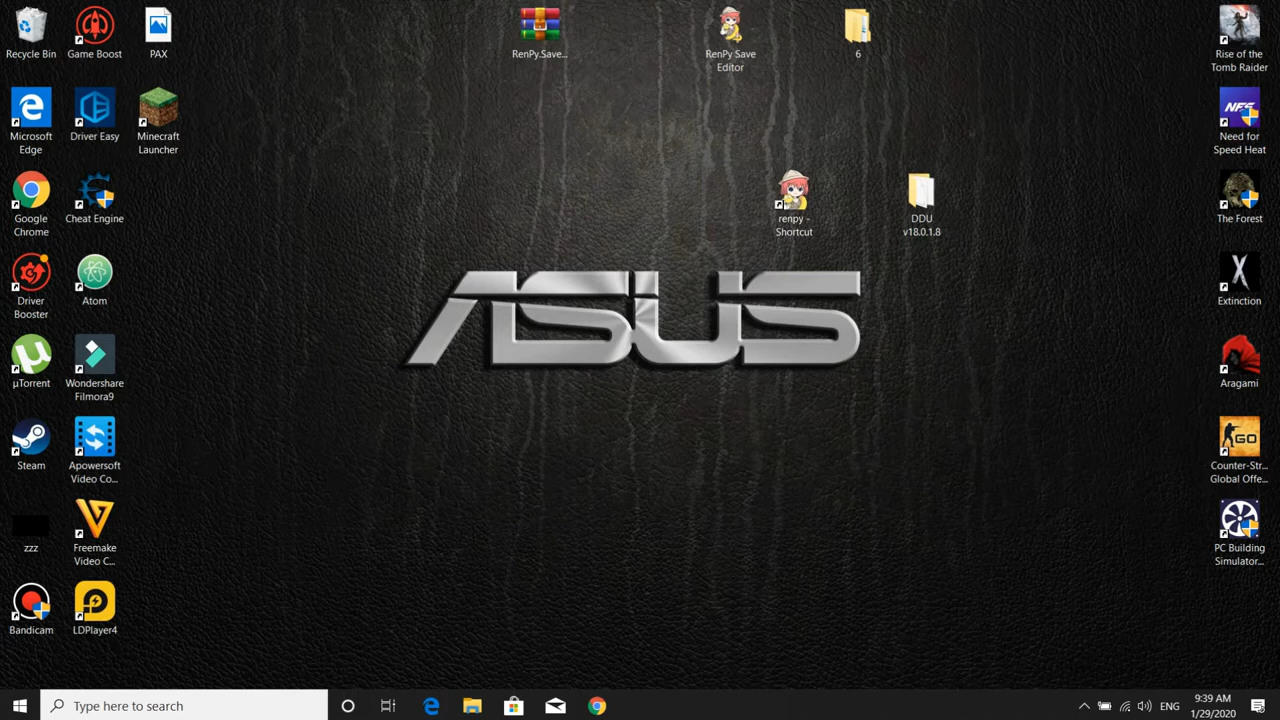 Recycle Bin
Game Boost
PAX
RenPy.Save...
RenPy Save
Editor
6
Rise of the
Tomb Raider
Microsoft
Edge
Driver Easy
Minecraft
Launcher
NFS
Need for
Speed Heat
Google
Chrome
Cheat Engine
renpy -
Shortcut
DDU
v18.0.1.8
The Forest
ASUS
Driver
Booster
Atom
X
Extinction
µ
µTorrent
Wondershare
Filmora9
Aragami
Steam
Apowersoft
Video Co...
GO
Counter-Str...
Global Offe...
zzz
Freemake
Video C...
PC Building
Simulator...
Bandicam
LDPlayer4
Type here to search
ENG
9:39 AM
1/29/2020